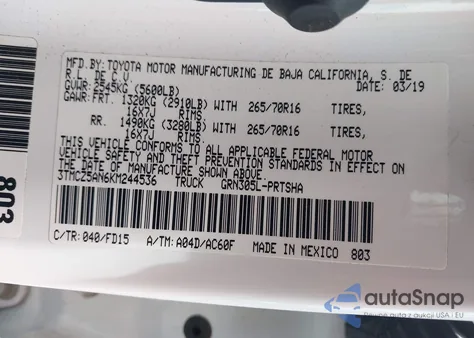 MFD.BY: TOYOTA MOTOR MANUFACTURING DE BAJA CALIFORNIA, S. DE
R.L. DE C.V. DATE: 03/19
GVWR: 2545KG (5600LB)
GAWR: FRT. 1320KG (2910LB) WITH 265/70R16 TIRES,
16X7J RIMS.
RR. 1490KG (3280LB) WITH 265/70R16 TIRES,
16X7J RIMS.
THIS VEHICLE CONFORMS TO ALL APPLICABLE FEDERAL MOTOR
VEHICLE SAFETY AND THEFT PREVENTION STANDARDS IN EFFECT
ON THE DATE OF MANUFACTURE SHOWN ABOVE.
3TMCZ5AN6KM244536 TRUCK GRN305L-PRTSHA
C/TR: 040/FD15 A/TM: A04D/AC60F MADE IN MEXICO 803
803
autoSnap